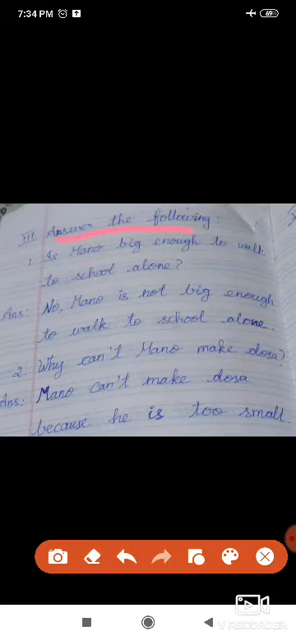 7:34 PM
69
III Answer the following:
1. Is Mano big enough to walk
to school alone?
Ans: No, Mano is not big enough
to walk to school alone.
2. Why can't Mano make dosa?
Ans: Mano can't make dosa
because he is too small.
V RECORDER